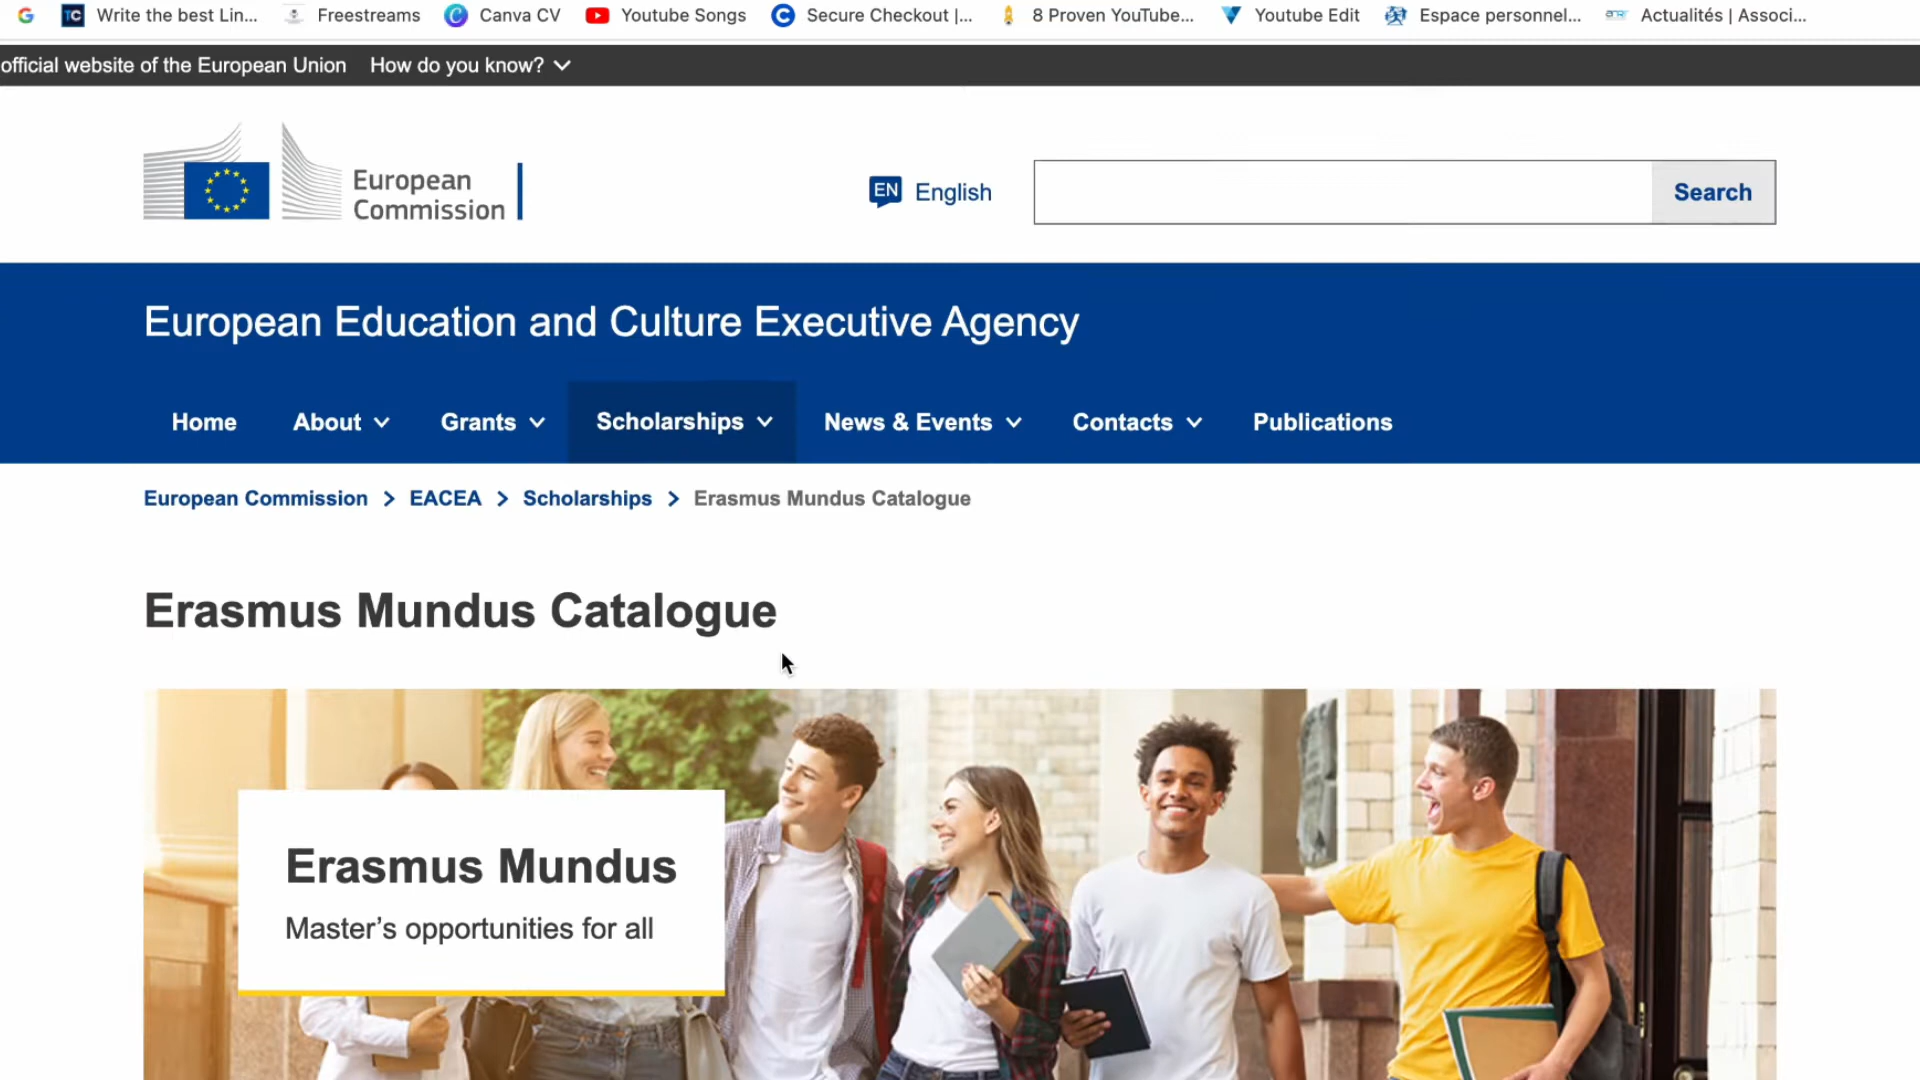 Write the best Lin...
Freestreams
Canva CV
Youtube Songs
Secure Checkout |...
8 Proven YouTube...
Youtube Edit
Espace personnel...
Actualités | Associ...
official website of the European Union How do you know?
European
Commission
EN English
Search
European Education and Culture Executive Agency
Home About Grants Scholarships News & Events Contacts Publications
European Commission > EACEA > Scholarships > Erasmus Mundus Catalogue
Erasmus Mundus Catalogue
Erasmus Mundus
Master's opportunities for all